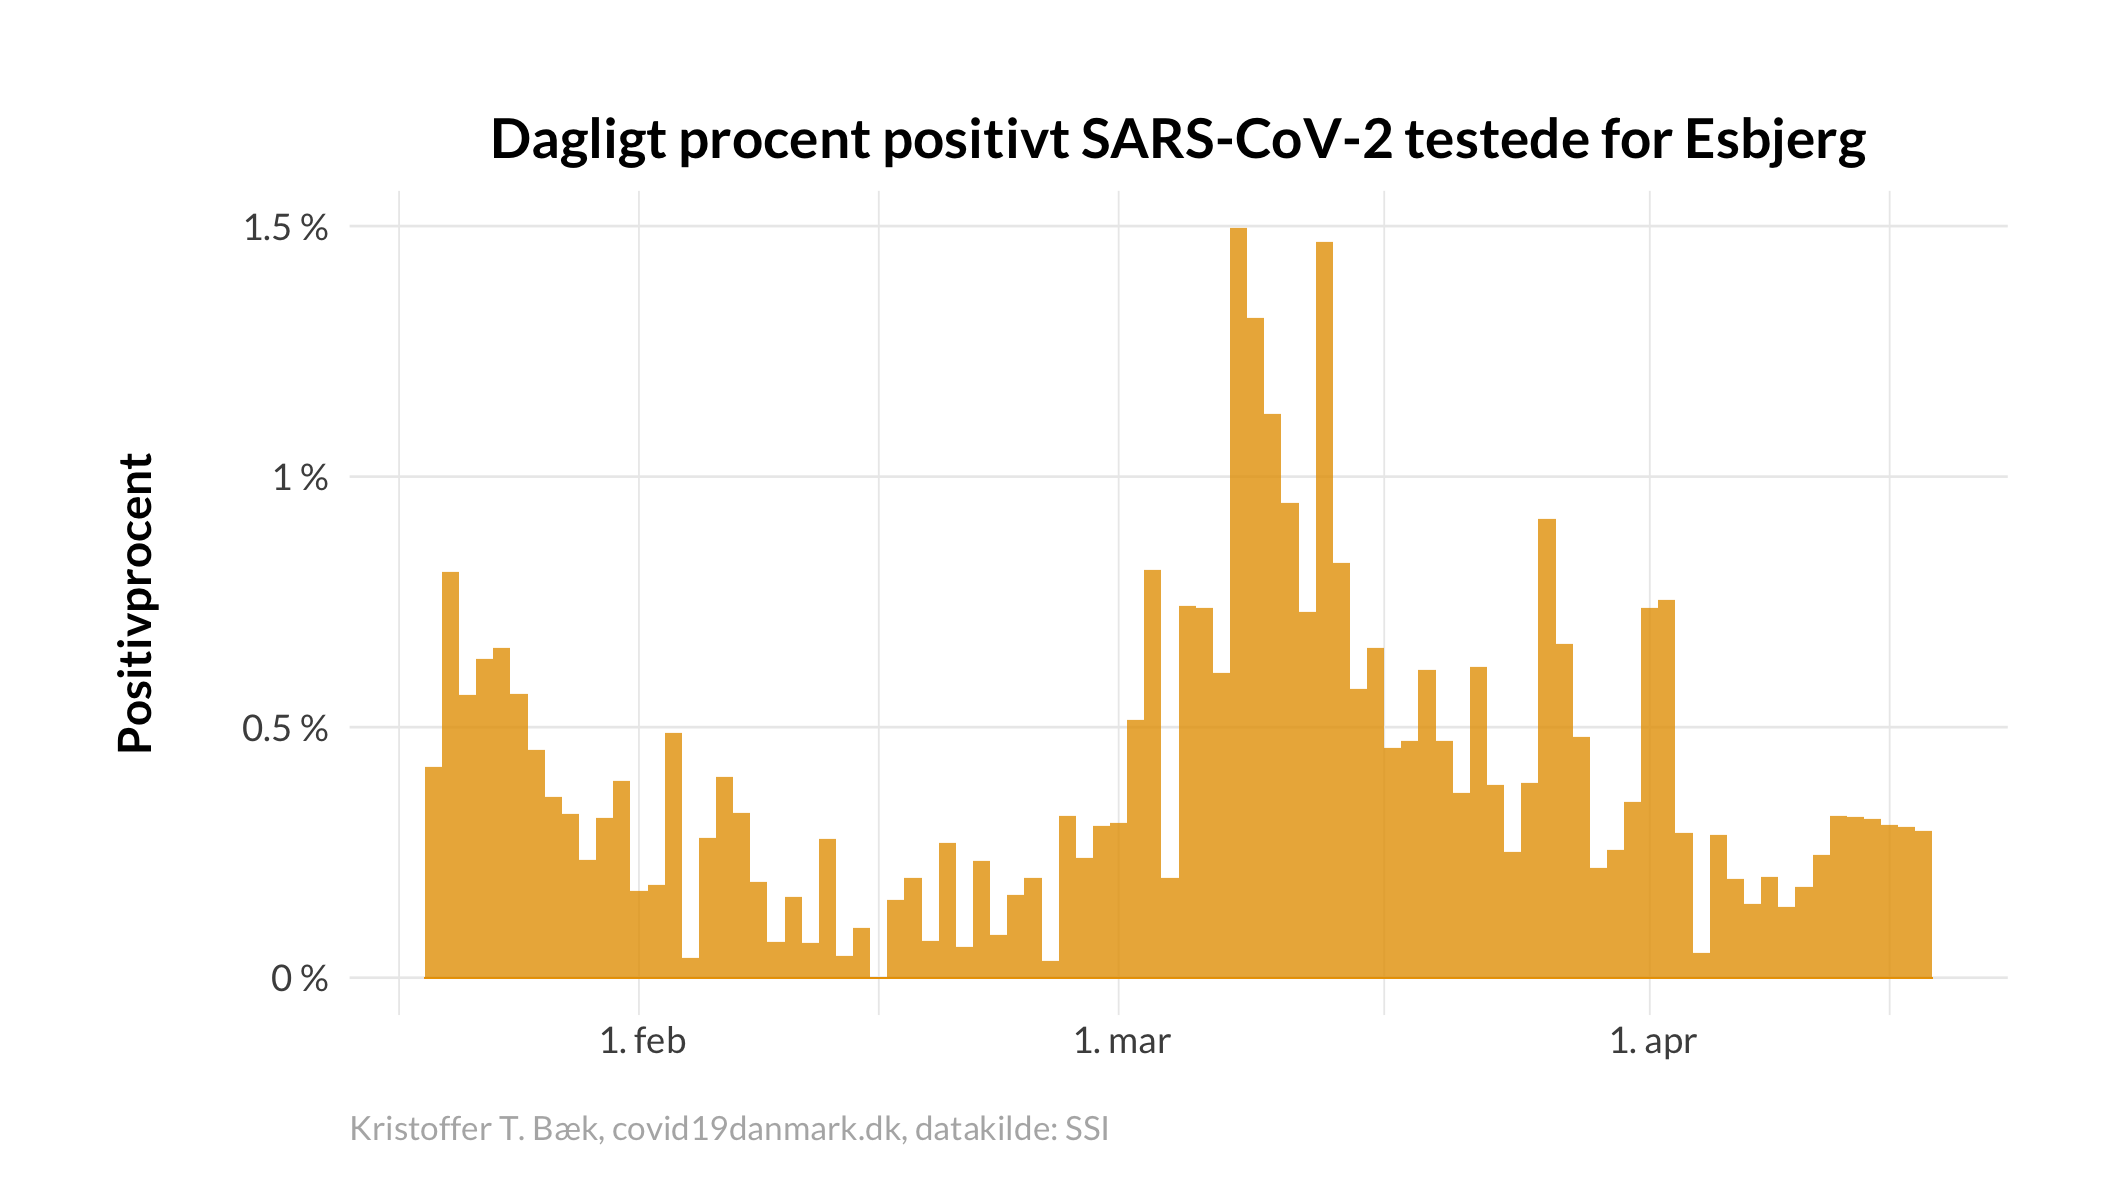 Dagligt procent positivt SARS-CoV-2 testede for Esbjerg
Positivprocent
1.5 %
1 %
0.5 %
0 %
1. feb
1. mar
1. apr
Kristoffer T. Bæk, covid19danmark.dk, datakilde: SSI